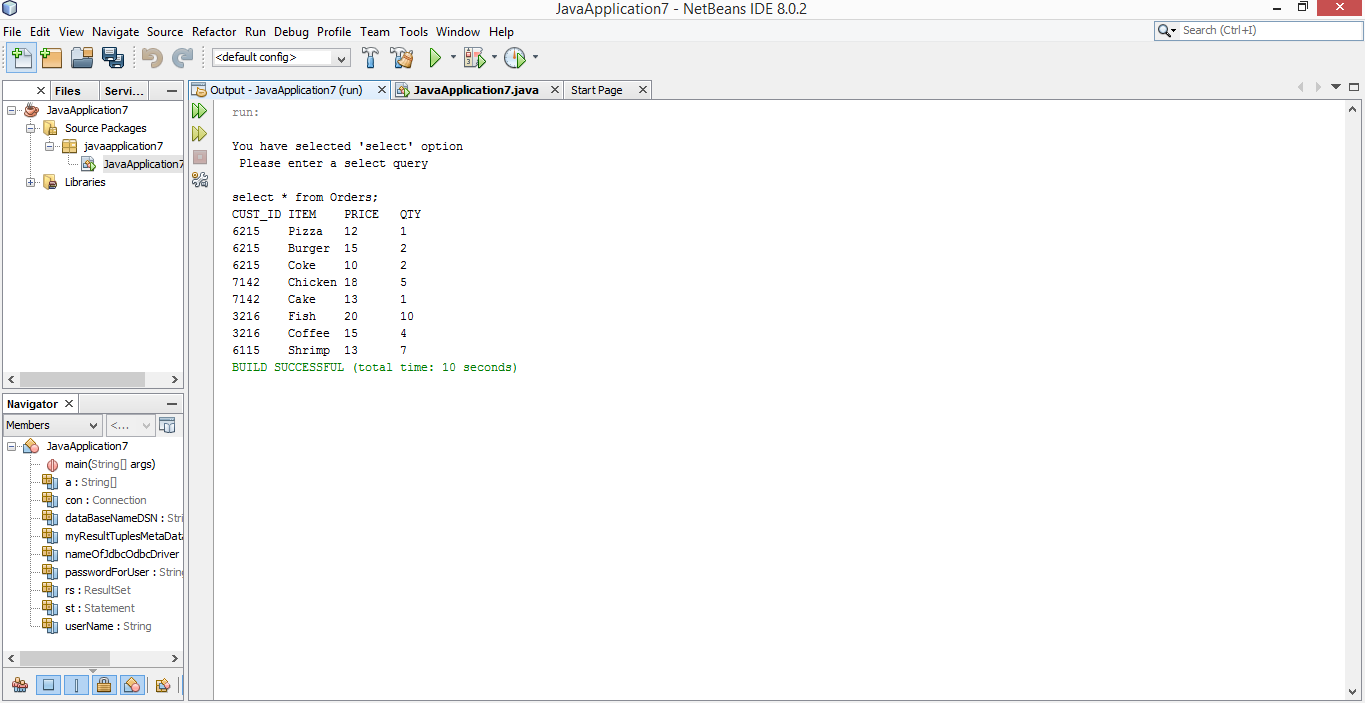 JavaApplication7 - NetBeans IDE 8.0.2
File Edit View Navigate Source Refactor Run Debug Profile Team Tools Window Help
Search (Ctrl+I)
<default config>
Files Servi...
Output - JavaApplication7 (run) JavaApplication7.java Start Page
JavaApplication7
Source Packages
javaapplication7
JavaApplication7
Libraries
run:
You have selected 'select' option
Please enter a select query
select * from Orders;
CUST_ID ITEM PRICE QTY
6215 Pizza 12 1
6215 Burger 15 2
6215 Coke 10 2
7142 Chicken 18 5
7142 Cake 13 1
3216 Fish 20 10
3216 Coffee 15 4
6115 Shrimp 13 7
BUILD SUCCESSFUL (total time: 10 seconds)
Navigator
Members <...
JavaApplication7
main(String[] args)
a : String[]
con : Connection
dataBaseNameDSN : Stri
myResultTuplesMetaData
nameOfJdbcOdbcDriver
passwordForUser : String
rs : ResultSet
st : Statement
userName : String